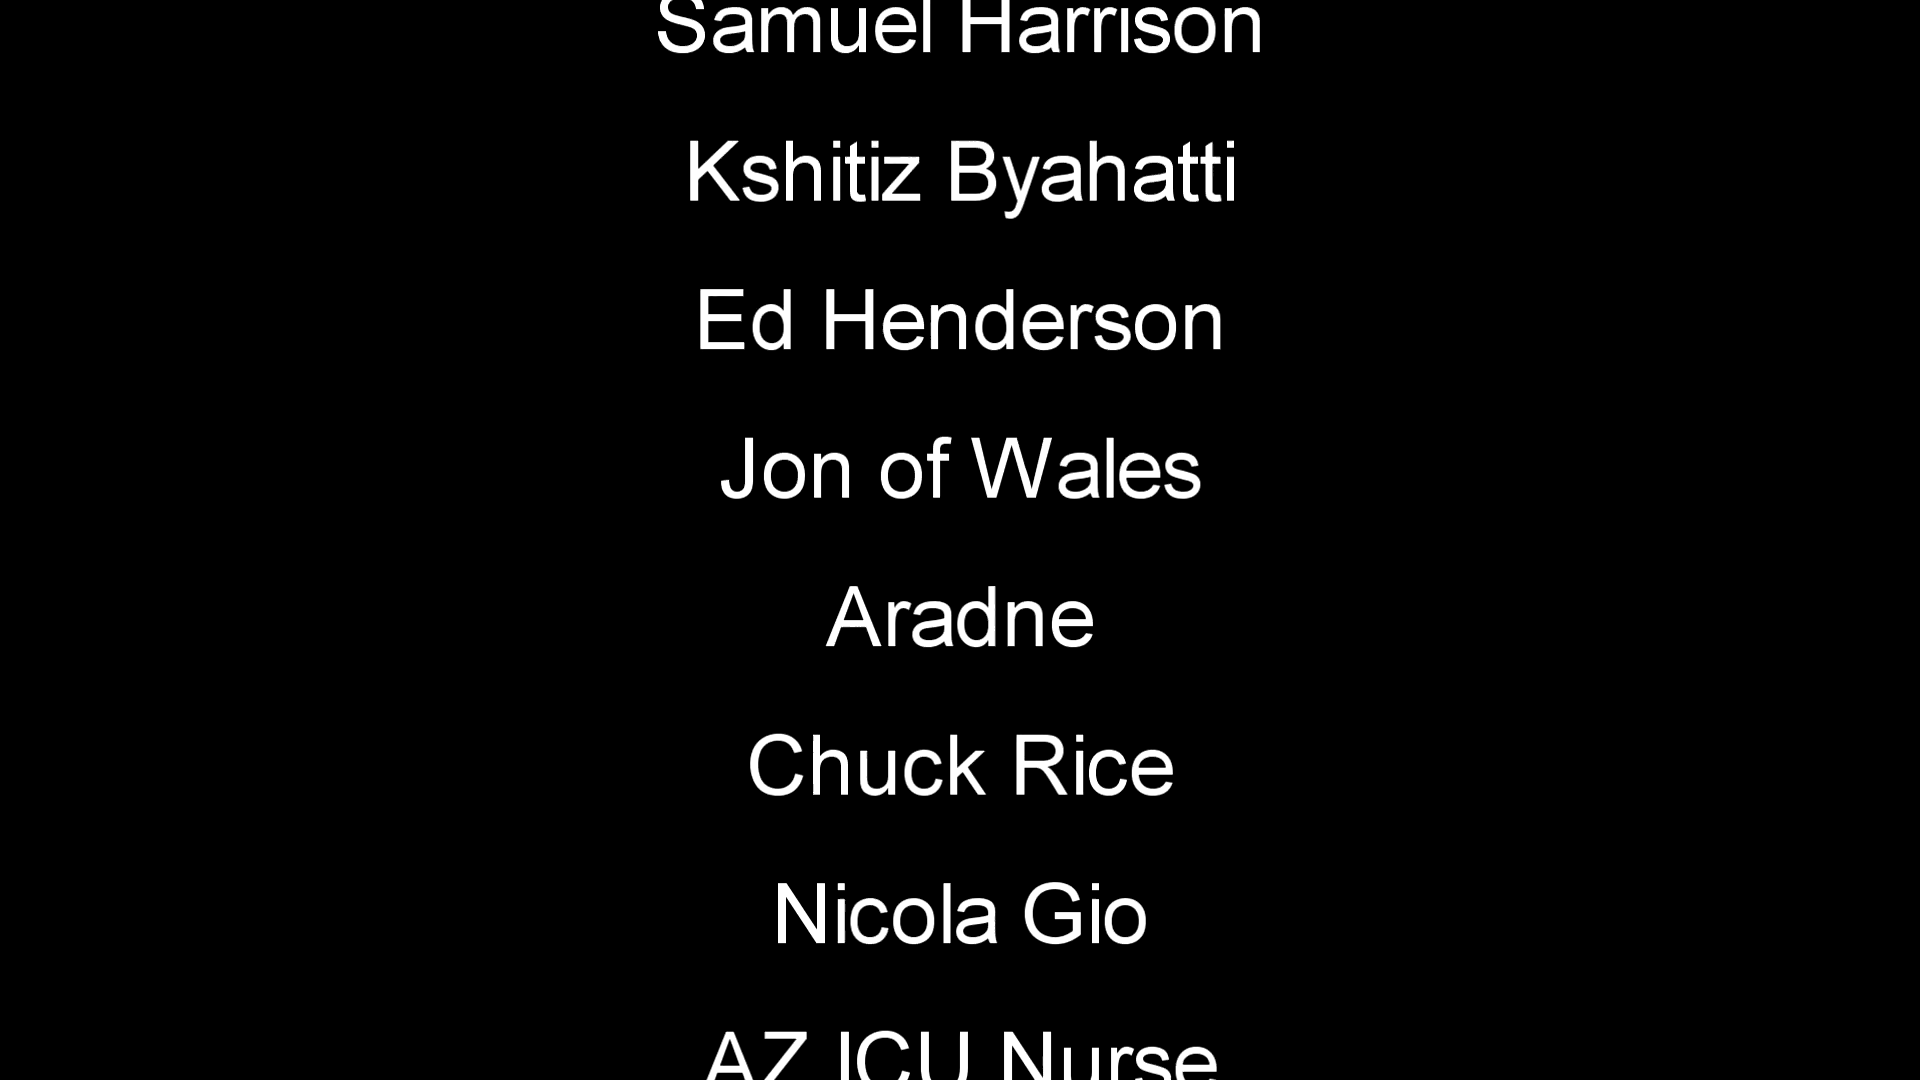 Samuel Harrison
Kshitiz Byahatti
Ed Henderson
Jon of Wales
Aradne
Chuck Rice
Nicola Gio
AZ ICU Nurse